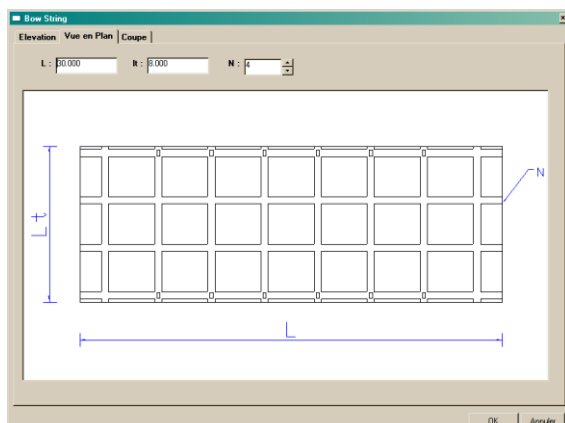 Bow String
Elevation Vue en Plan Coupe
L : 30.000 lt : 8.000 N : 4
N
Lt
L
OK Annuler